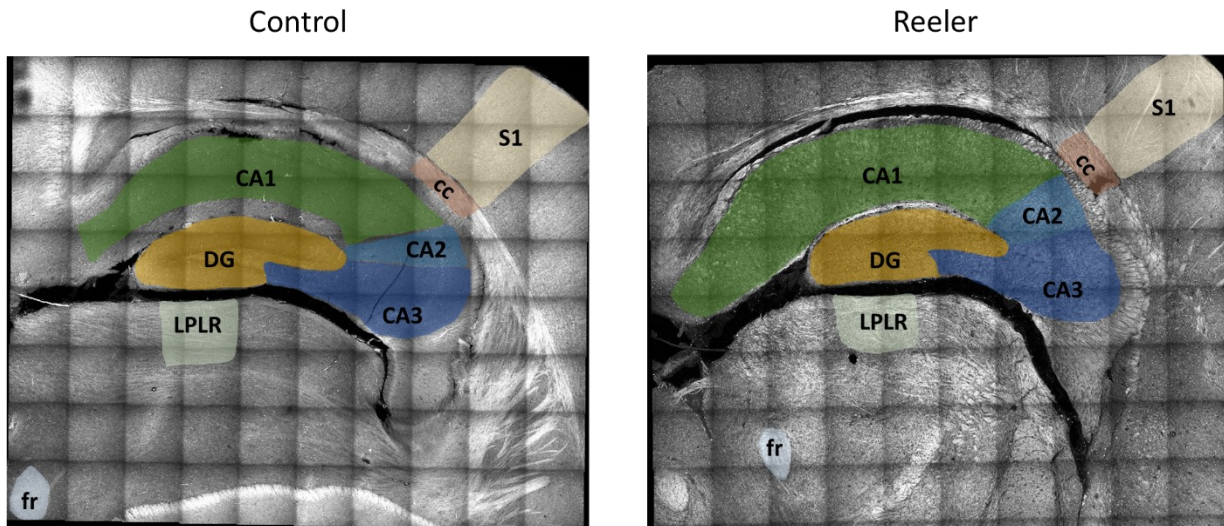 Control
S1
CA1
cc
CA2
DG
CA3
LPLR
fr
Reeler
S1
CA1
cc
CA2
DG
CA3
LPLR
fr